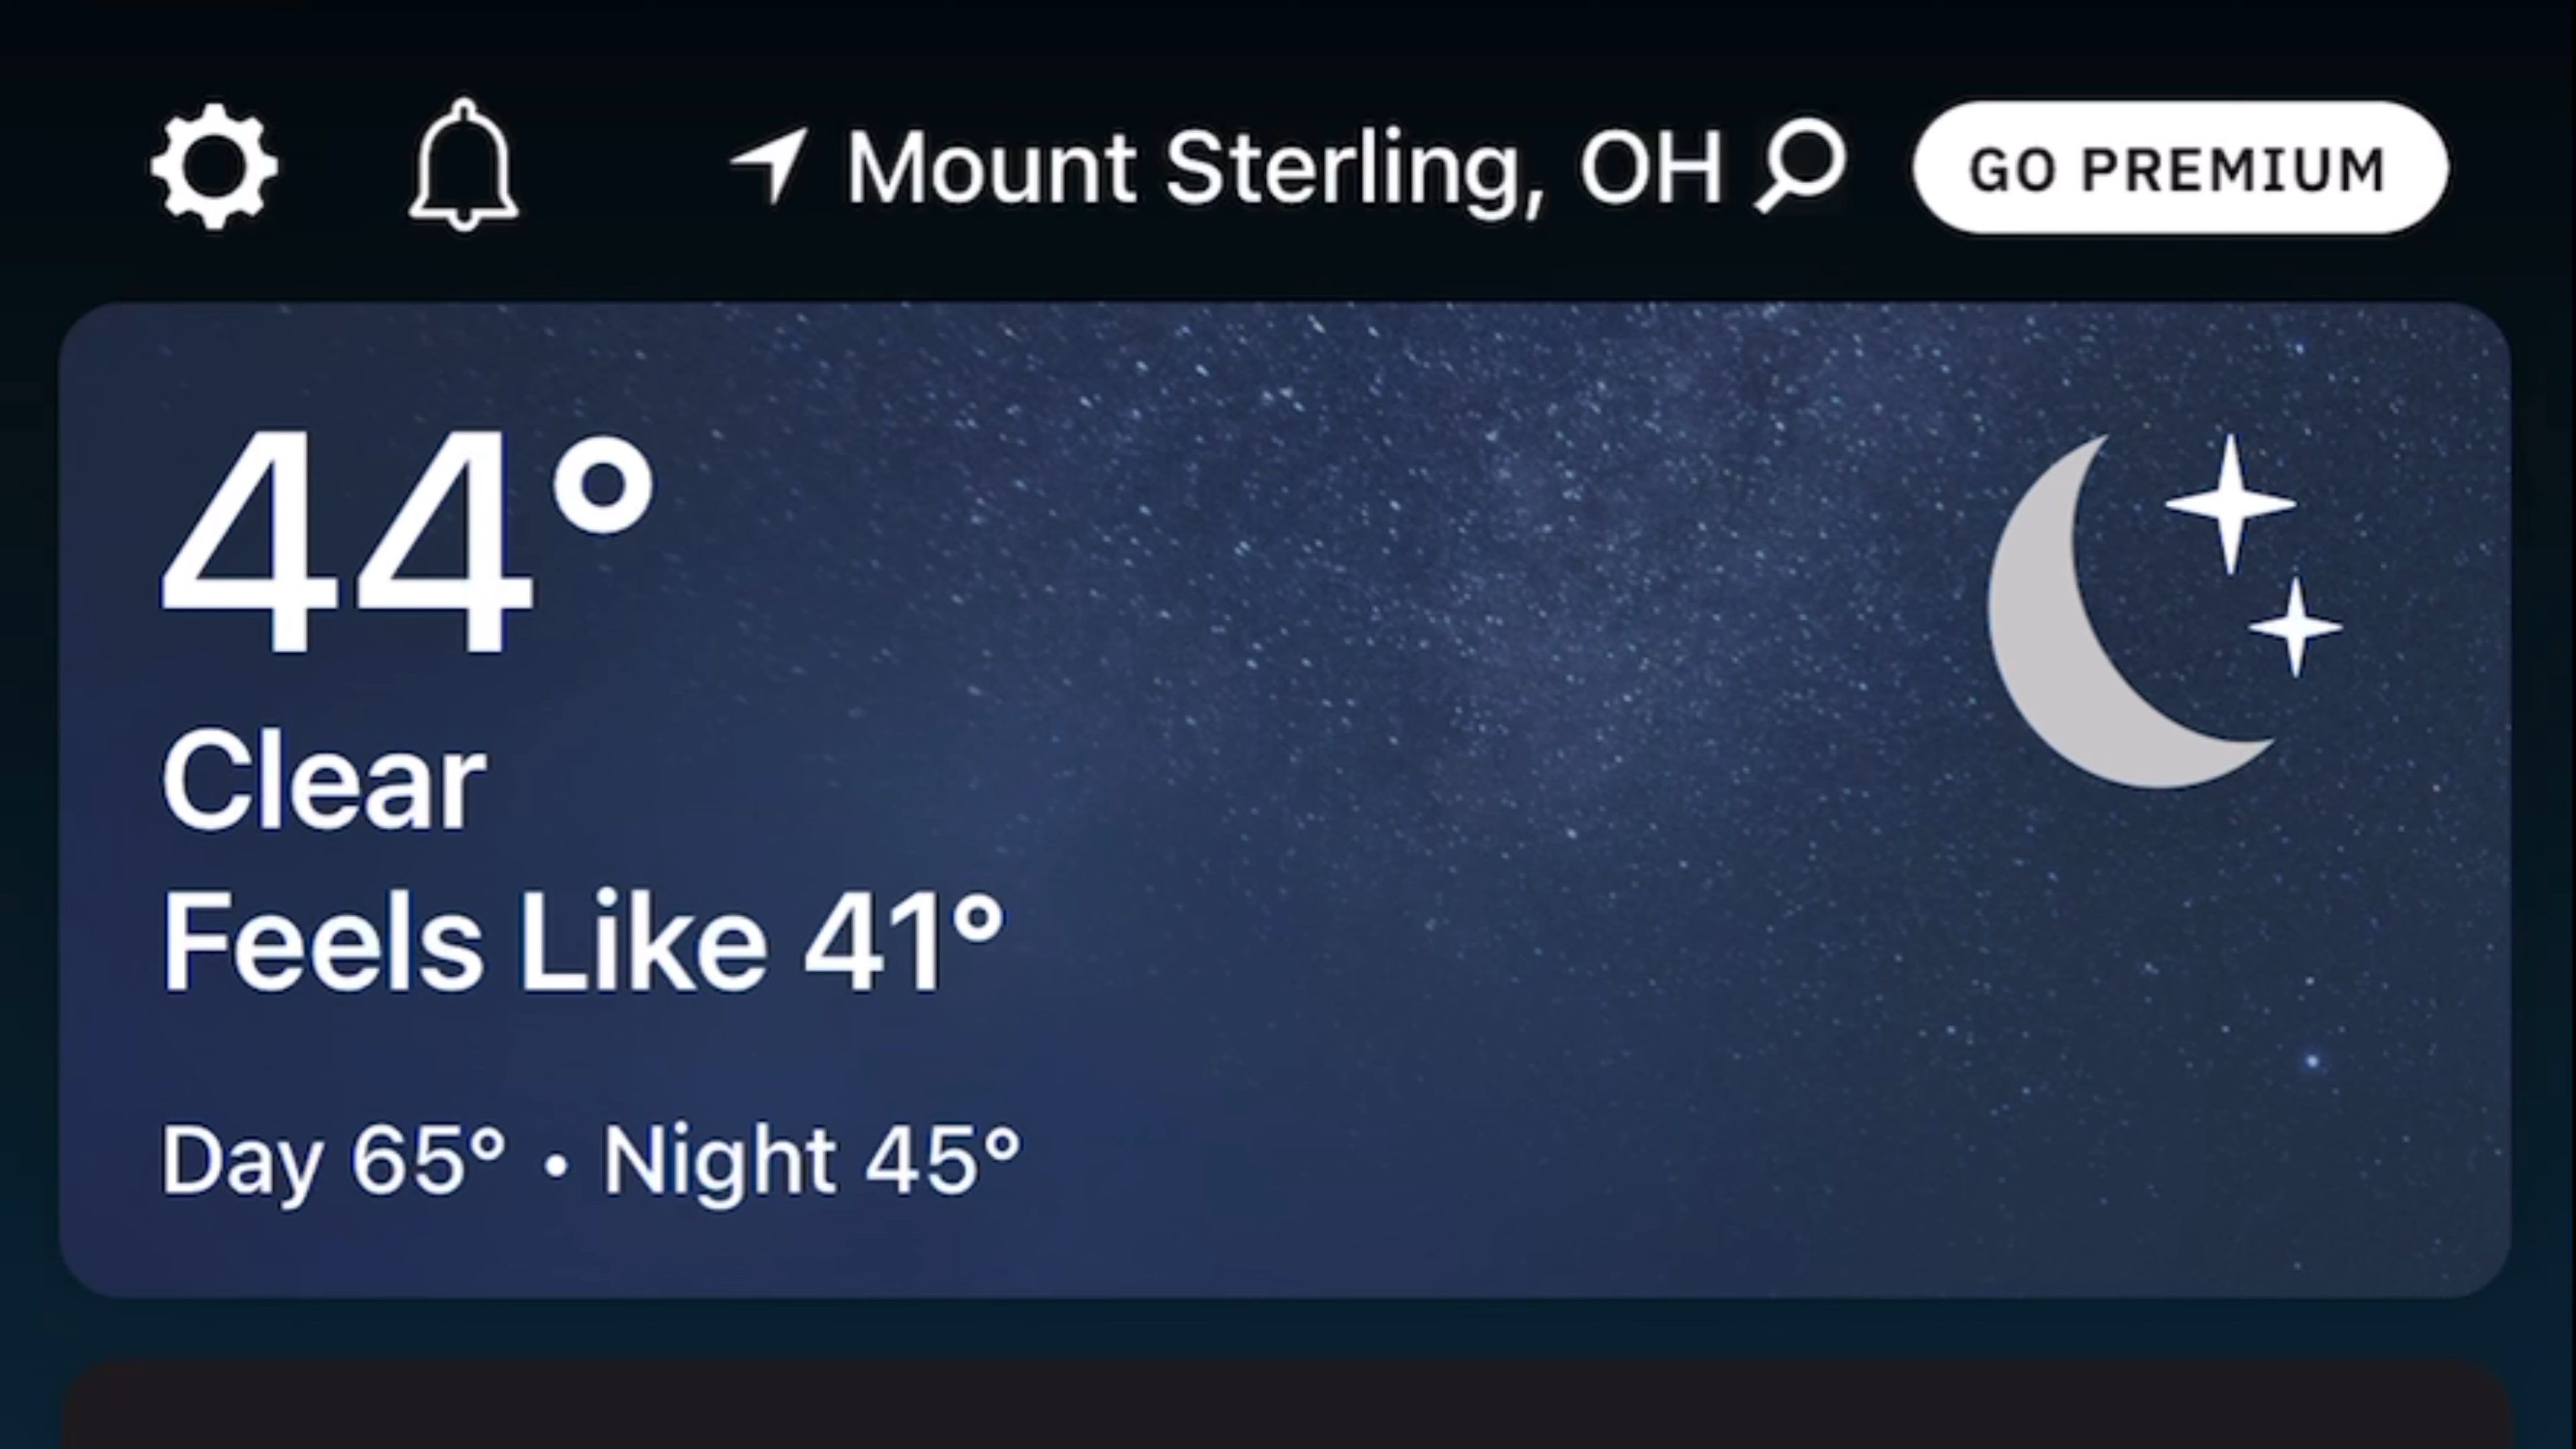 Mount Sterling, OH
GO PREMIUM
44°
Clear
Feels Like 41°
Day 65° • Night 45°